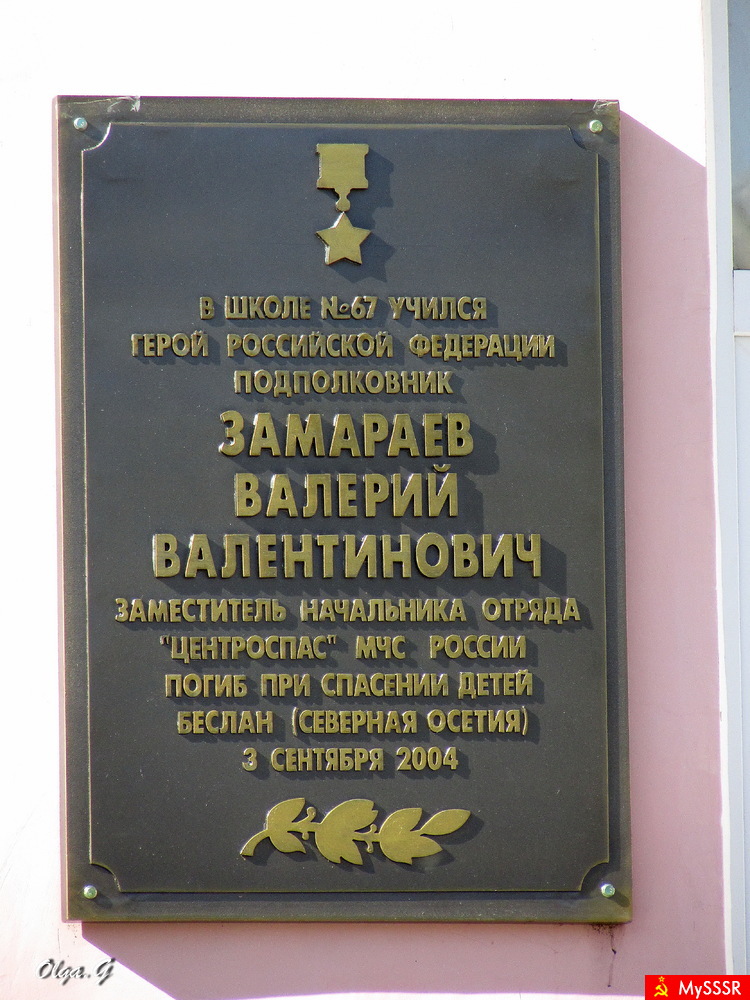 В ШКОЛЕ №67 УЧИЛСЯ
ГЕРОЙ РОССИЙСКОЙ ФЕДЕРАЦИИ
ПОДПОЛКОВНИК
ЗАМАРАЕВ
ВАЛЕРИЙ
ВАЛЕНТИНОВИЧ
ЗАМЕСТИТЕЛЬ НАЧАЛЬНИКА ОТРЯДА
"ЦЕНТРОСПАС" МЧС РОССИИ
ПОГИБ ПРИ СПАСЕНИИ ДЕТЕЙ
БЕСЛАН (СЕВЕРНАЯ ОСЕТИЯ)
3 СЕНТЯБРЯ 2004
Olga.G
MySSSR